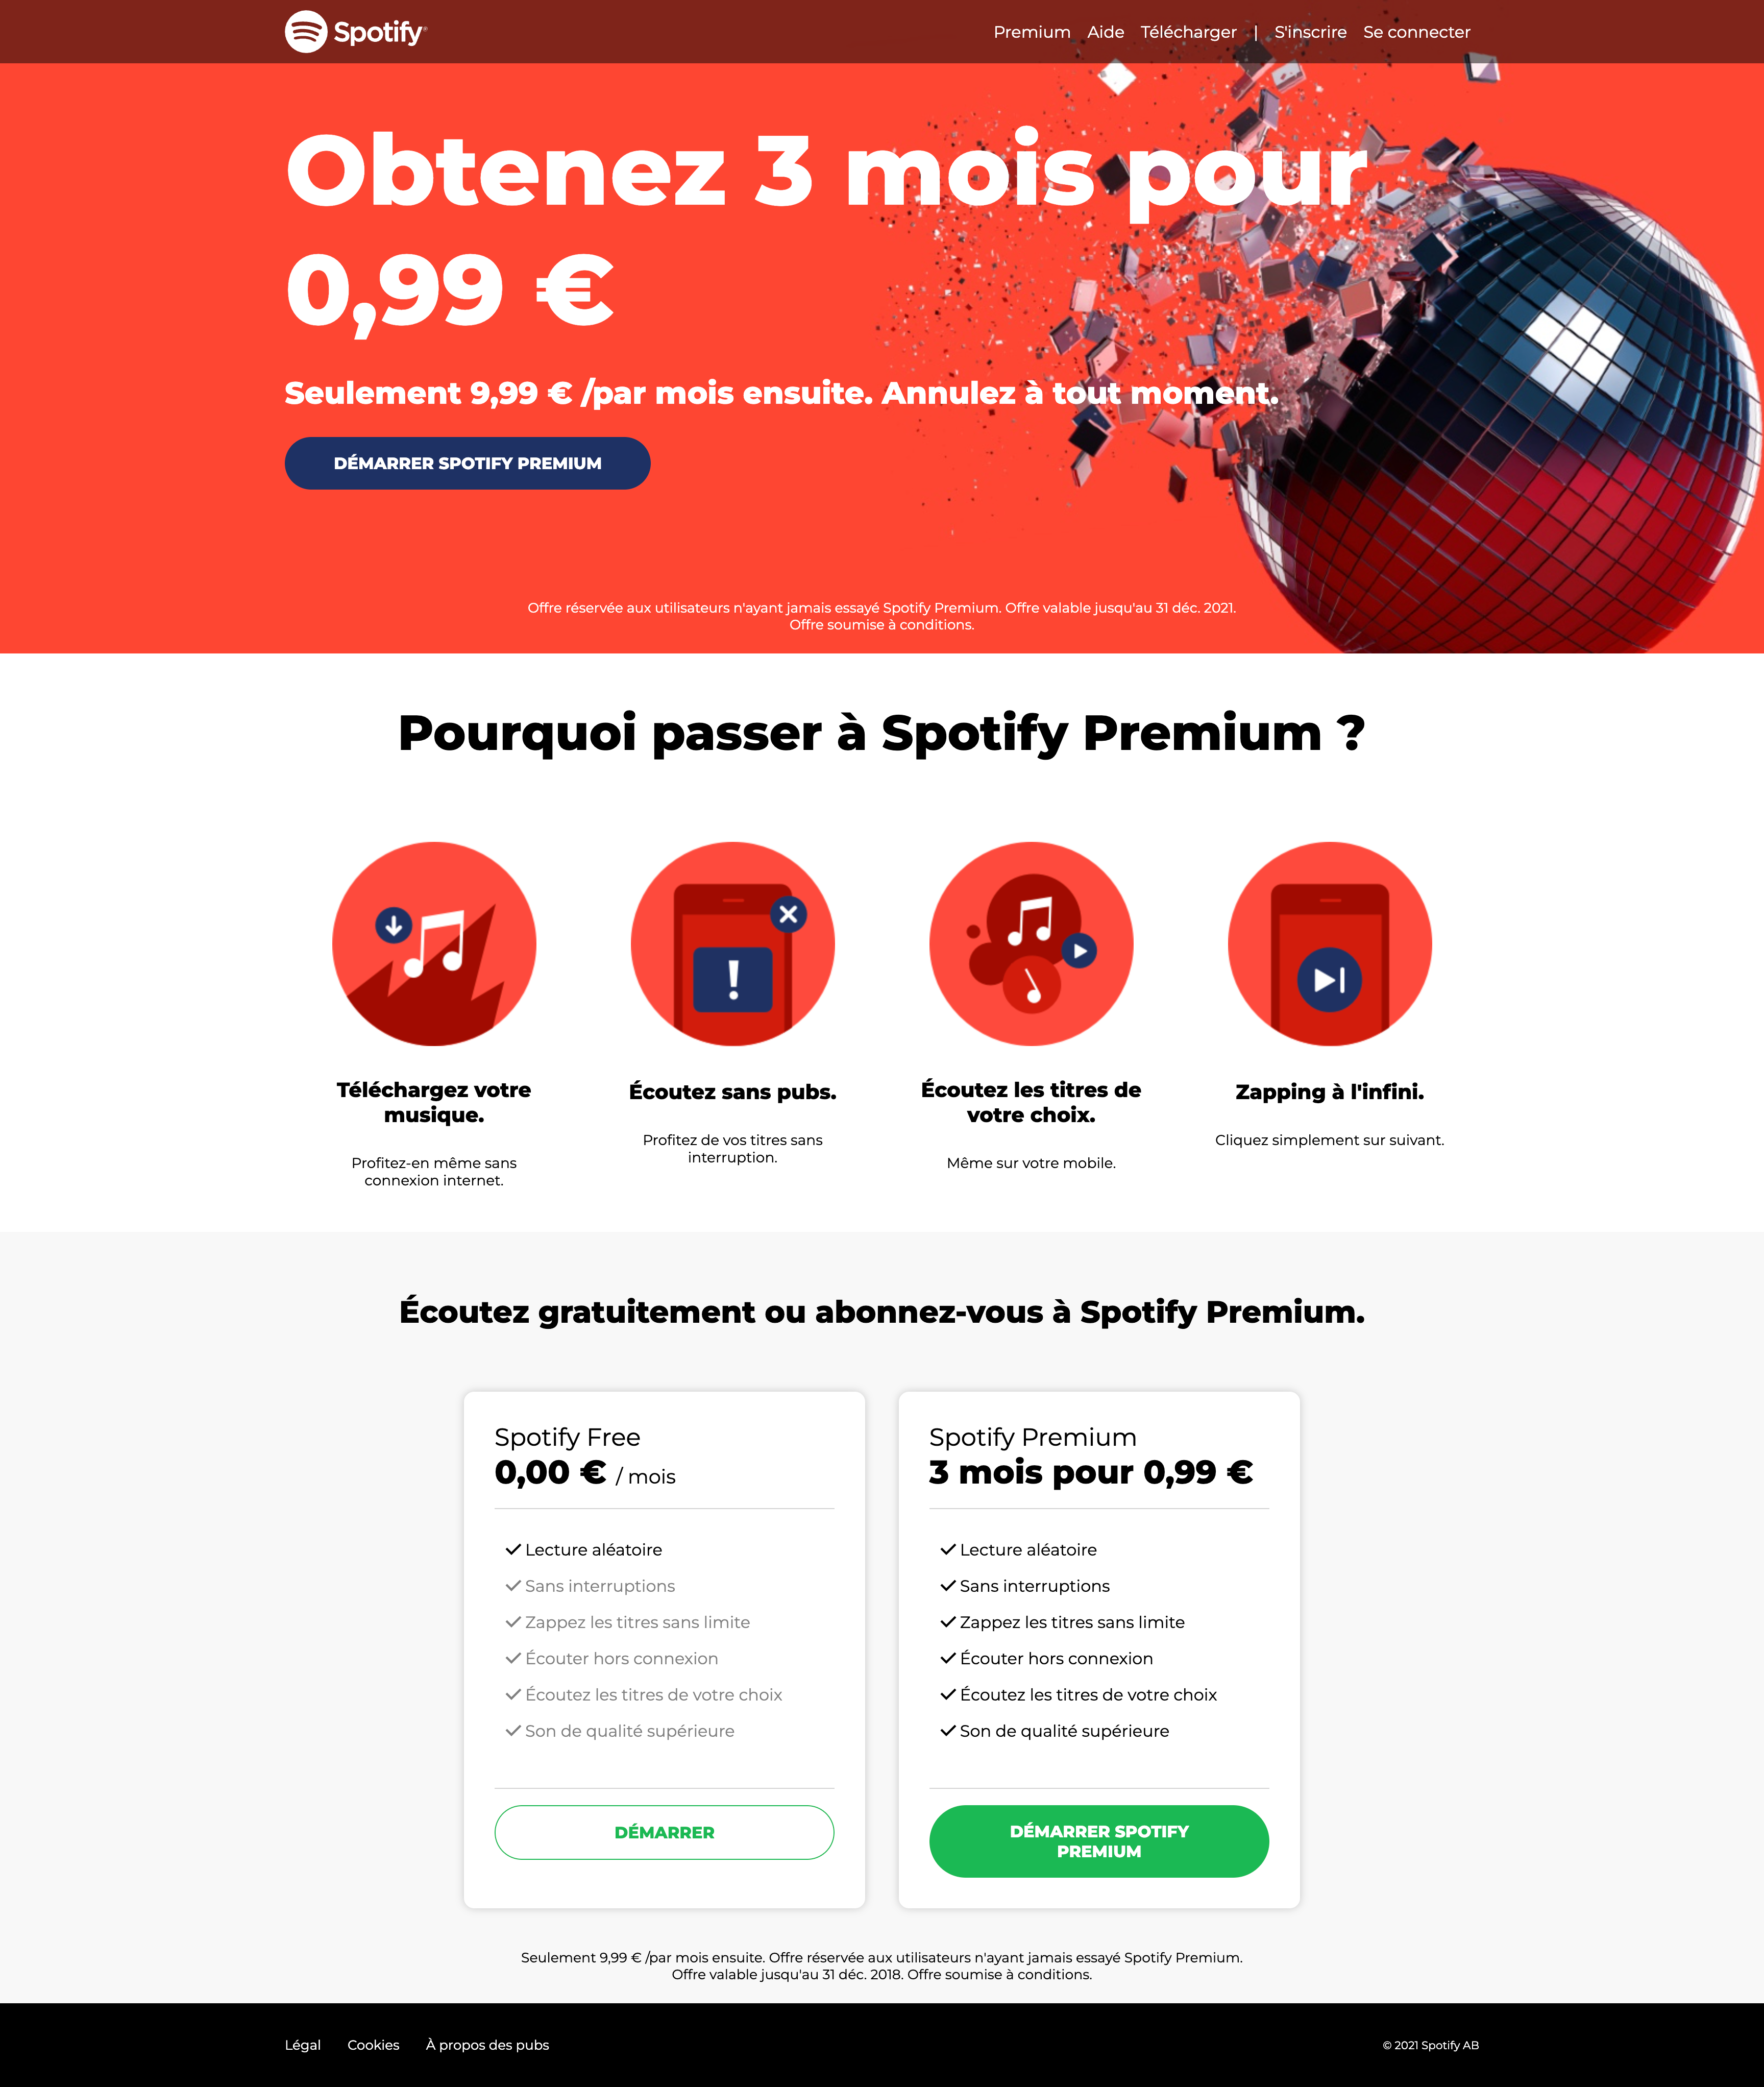 Spotify®
Premium Aide Télécharger | S'inscrire Se connecter
Obtenez 3 mois pour
0,99 €
Seulement 9,99 € /par mois ensuite. Annulez à tout moment.
DÉMARRER SPOTIFY PREMIUM
Offre réservée aux utilisateurs n'ayant jamais essayé Spotify Premium. Offre valable jusqu'au 31 déc. 2021.
Offre soumise à conditions.
Pourquoi passer à Spotify Premium ?
Téléchargez votre
musique.
Profitez-en même sans
connexion internet.
Écoutez sans pubs.
Profitez de vos titres sans
interruption.
Écoutez les titres de
votre choix.
Même sur votre mobile.
Zapping à l'infini.
Cliquez simplement sur suivant.
Écoutez gratuitement ou abonnez-vous à Spotify Premium.
Spotify Free
0,00 € / mois
Lecture aléatoire
Sans interruptions
Zappez les titres sans limite
Écouter hors connexion
Écoutez les titres de votre choix
Son de qualité supérieure
DÉMARRER
Spotify Premium
3 mois pour 0,99 €
Lecture aléatoire
Sans interruptions
Zappez les titres sans limite
Écouter hors connexion
Écoutez les titres de votre choix
Son de qualité supérieure
DÉMARRER SPOTIFY
PREMIUM
Seulement 9,99 € /par mois ensuite. Offre réservée aux utilisateurs n'ayant jamais essayé Spotify Premium.
Offre valable jusqu'au 31 déc. 2018. Offre soumise à conditions.
Légal Cookies À propos des pubs
© 2021 Spotify AB